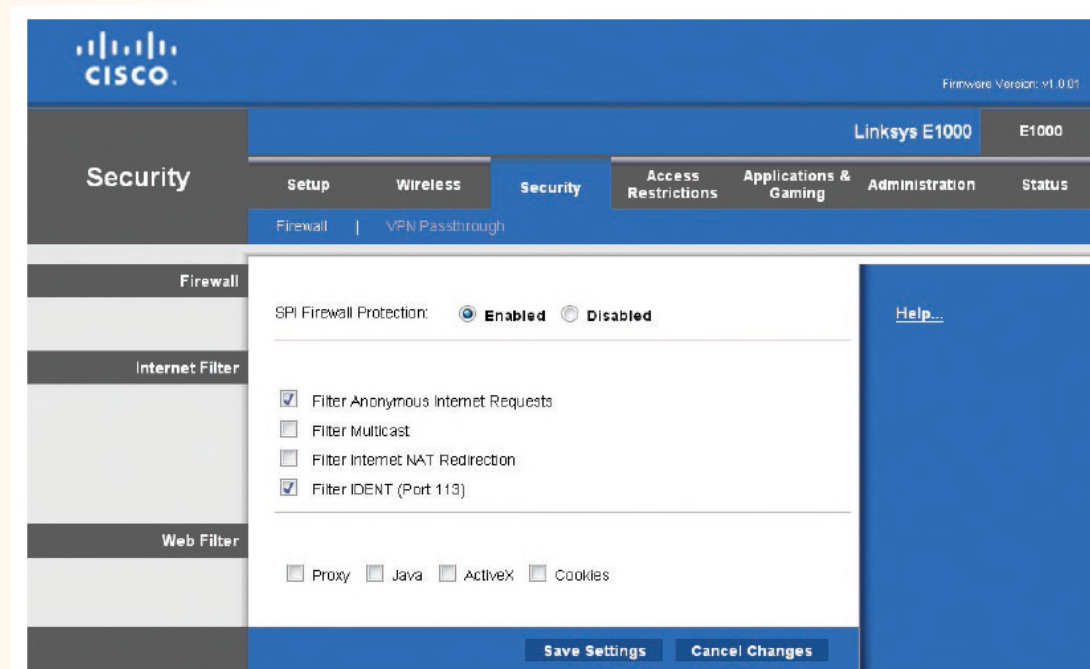 CISCO.
Firmware Version: v1.0.01
Linksys E1000 E1000
Security
Setup Wireless Security Access Restrictions Applications & Gaming Administration Status
Firewall | VPN Passthrough
Firewall
SPI Firewall Protection: Enabled Disabled
Help...
Internet Filter
Filter Anonymous Internet Requests
Filter Multicast
Filter Internet NAT Redirection
Filter IDENT (Port 113)
Web Filter
Proxy Java ActiveX Cookies
Save Settings Cancel Changes